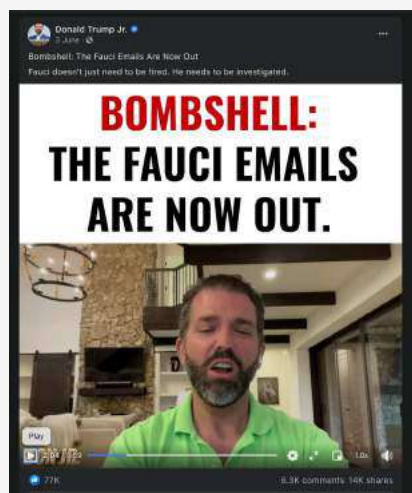 Donald Trump Jr.
3 June ·
Bombshell: The Fauci Emails Are Now Out
Fauci doesn't just need to be fired. He needs to be investigated.
BOMBSHELL:
THE FAUCI EMAILS
ARE NOW OUT.
Play
1.0x
77K
6.3K comments 14K shares